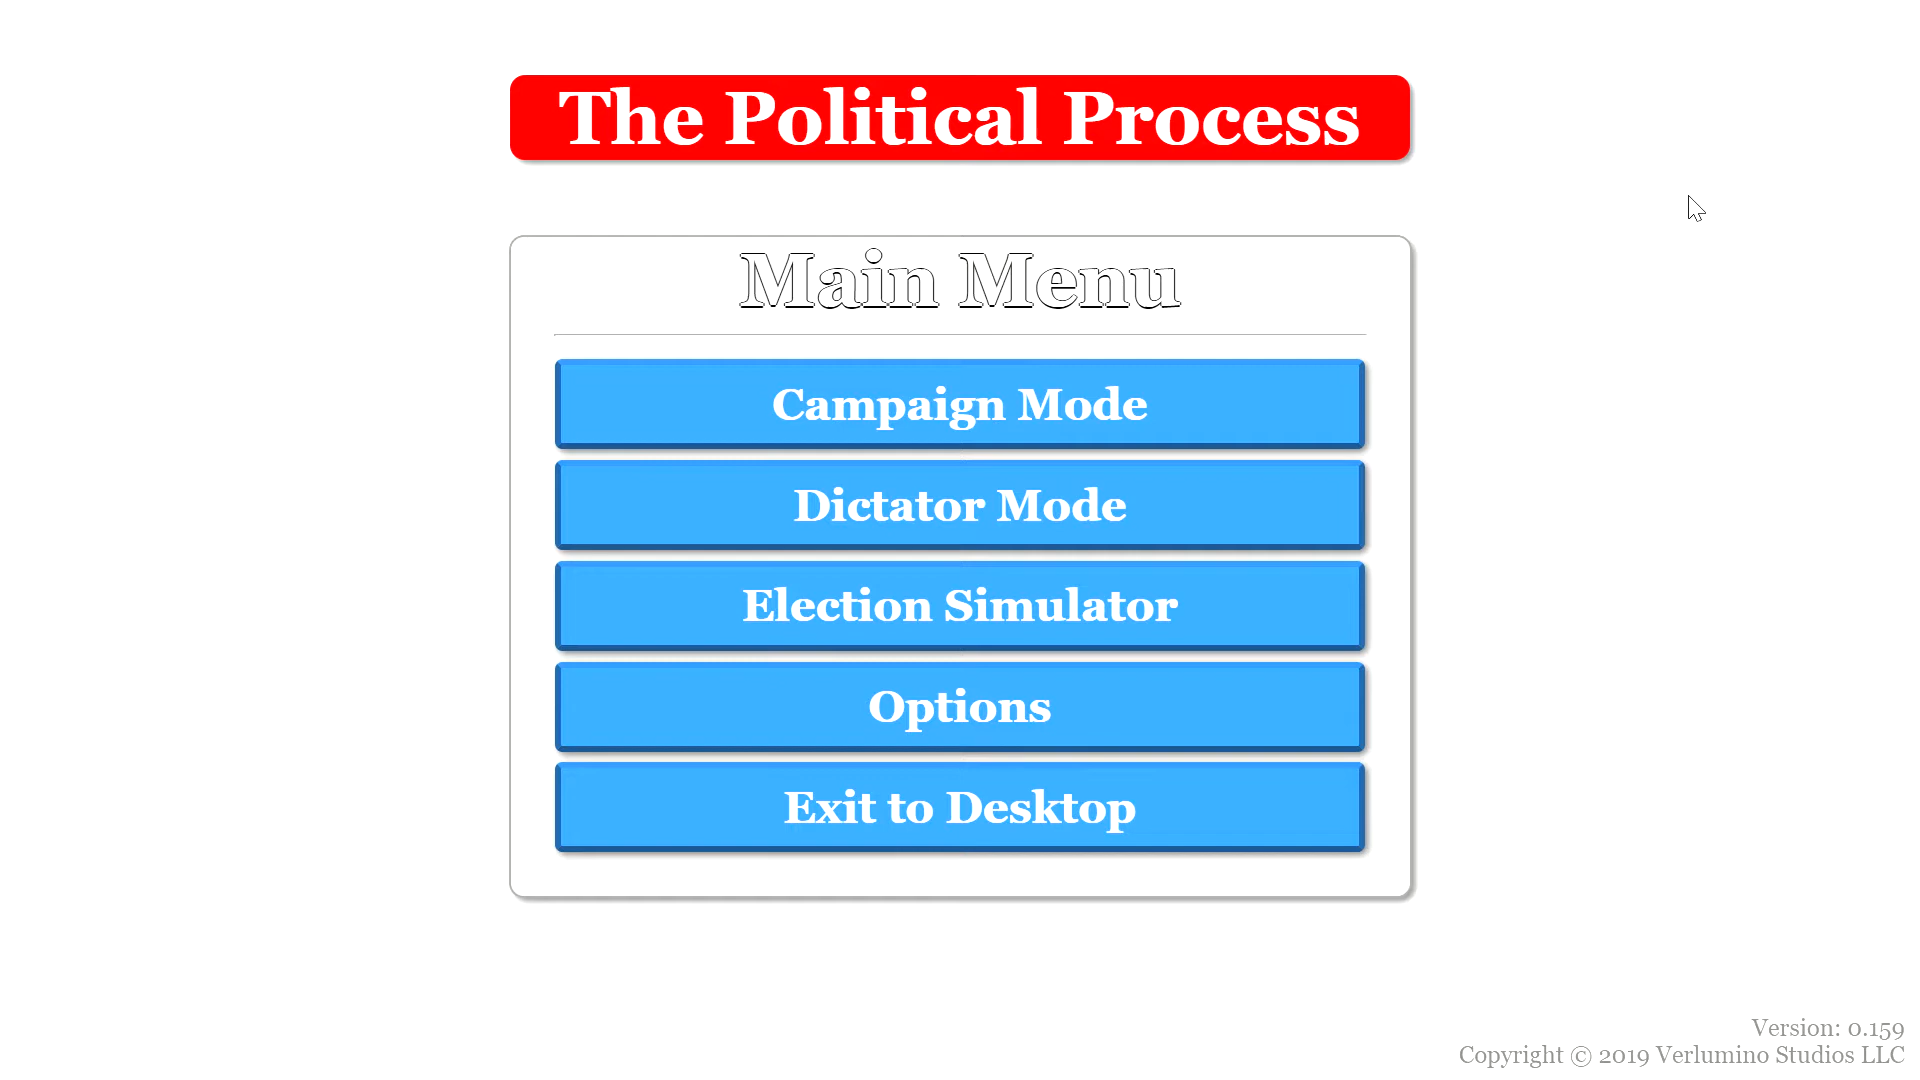 The Political Process
Main Menu
Campaign Mode
Dictator Mode
Election Simulator
Options
Exit to Desktop
Version: 0.159
Copyright © 2019 Verlumino Studios LLC